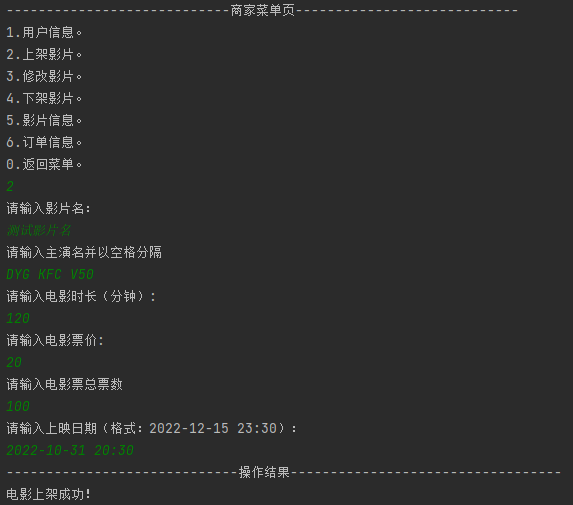 ----------------------------商家菜单页----------------------------
1.用户信息。
2.上架影片。
3.修改影片。
4.下架影片。
5.影片信息。
6.订单信息。
0.返回菜单。
2
请输入影片名:
测试影片名
请输入主演名并以空格分隔
DYG KFC V50
请输入电影时长（分钟）:
120
请输入电影票价:
20
请输入电影票总票数
100
请输入上映日期（格式: 2022-12-15 23:30）:
2022-10-31 20:30
-----------------------------操作结果----------------------------------
电影上架成功!